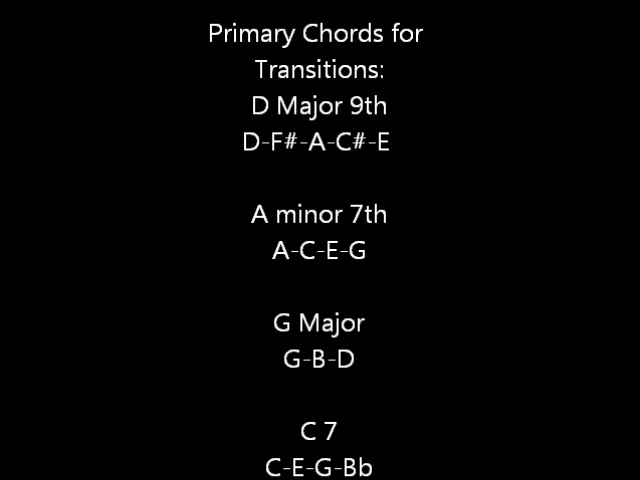 Primary Chords for
Transitions:
D Major 9th
D-F#-A-C#-E
A minor 7th
A-C-E-G
G Major
G-B-D
C 7
C-E-G-Bb